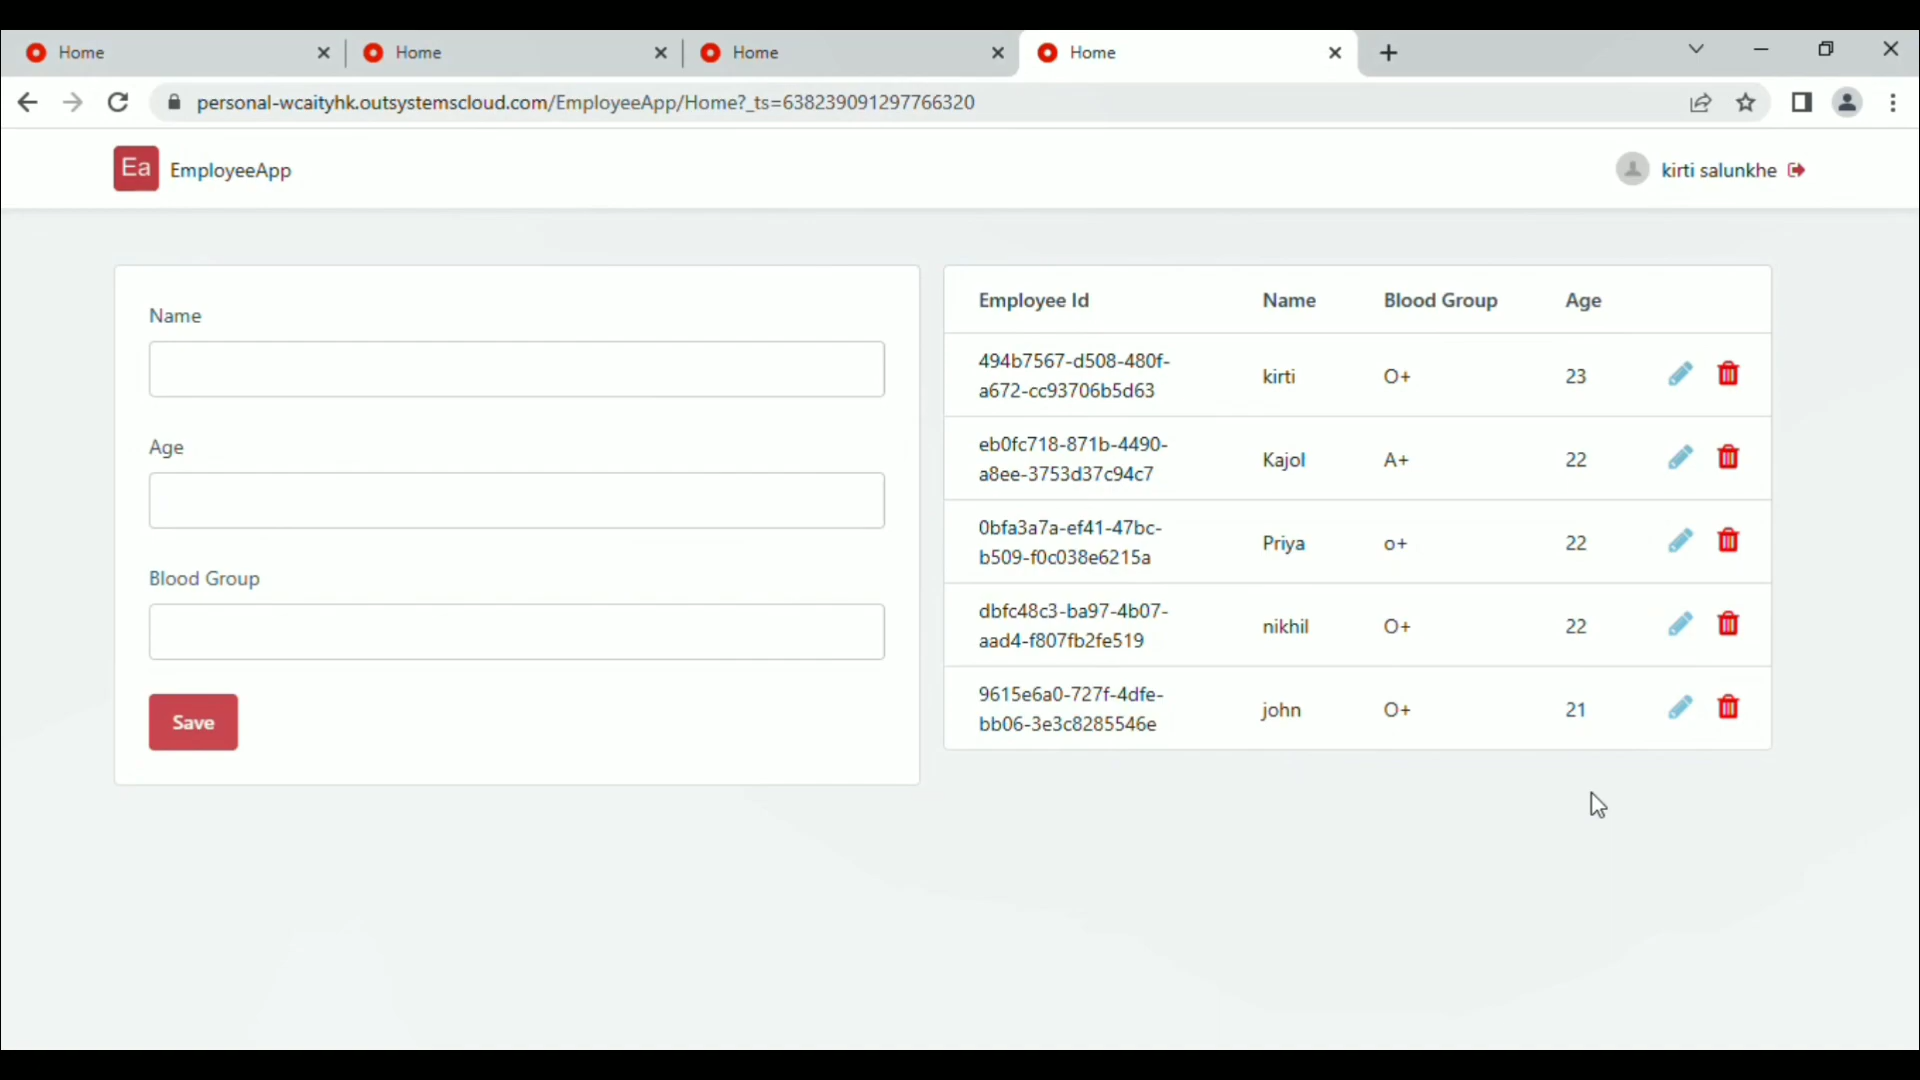 Home Home Home Home
personal-wcaityhk.outsystemscloud.com/EmployeeApp/Home?_ts=638239091297766320
Ea EmployeeApp kirti salunkhe
Name
Age
Blood Group
Save
Employee Id Name Blood Group Age
494b7567-d508-480f-
a672-cc93706b5d63 kirti O+ 23
eb0fc718-871b-4490-
a8ee-3753d37c94c7 Kajol A+ 22
0bfa3a7a-ef41-47bc-
b509-f0c038e6215a Priya o+ 22
dbfc48c3-ba97-4b07-
aad4-f807fb2fe519 nikhil O+ 22
9615e6a0-727f-4dfe-
bb06-3e3c8285546e john O+ 21